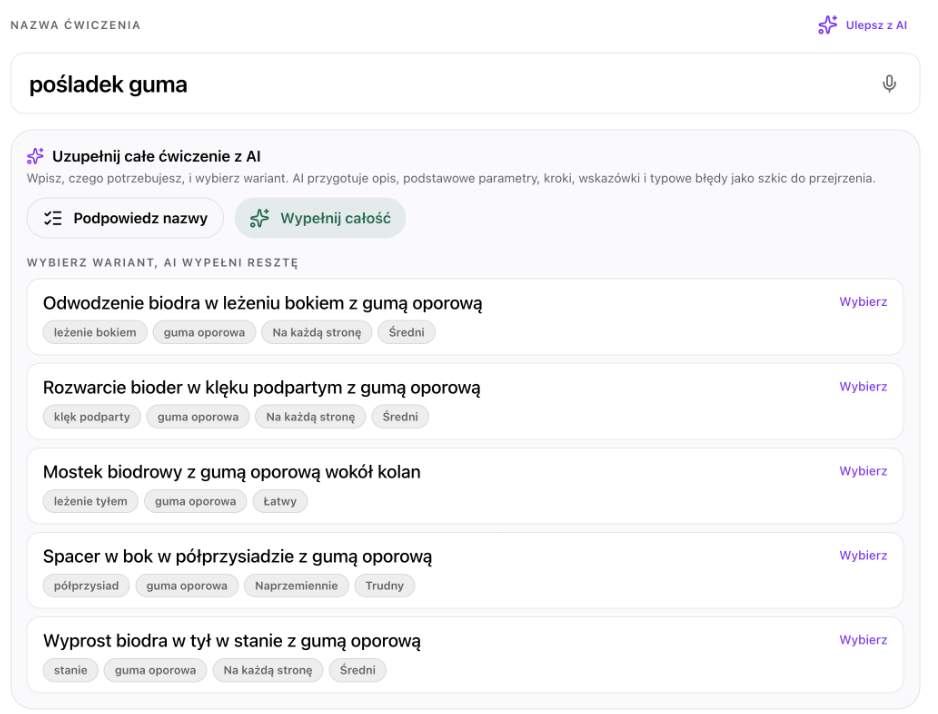 NAZWA ĆWICZENIA
Ulepsz z AI
pośladek guma
Uzupełnij całe ćwiczenie z AI
Wpisz, czego potrzebujesz, i wybierz wariant. AI przygotuje opis, podstawowe parametry, kroki, wskazówki i typowe błędy jako szkic do przejrzenia.
Podpowiedz nazwy
Wypełnij całość
WYBIERZ WARIANT, AI WYPEŁNI RESZTĘ
Odwodzenie biodra w leżeniu bokiem z gumą oporową
Wybierz
leżenie bokiem guma oporowa Na każdą stronę Średni
Rozwarcie bioder w klęku podpartym z gumą oporową
Wybierz
klęk podparty guma oporowa Na każdą stronę Średni
Mostek biodrowy z gumą oporową wokół kolan
Wybierz
leżenie tyłem guma oporowa Łatwy
Spacer w bok w półprzysiadzie z gumą oporową
Wybierz
półprzysiad guma oporowa Naprzemiennie Trudny
Wyprost biodra w tył w stanie z gumą oporową
Wybierz
stanie guma oporowa Na każdą stronę Średni